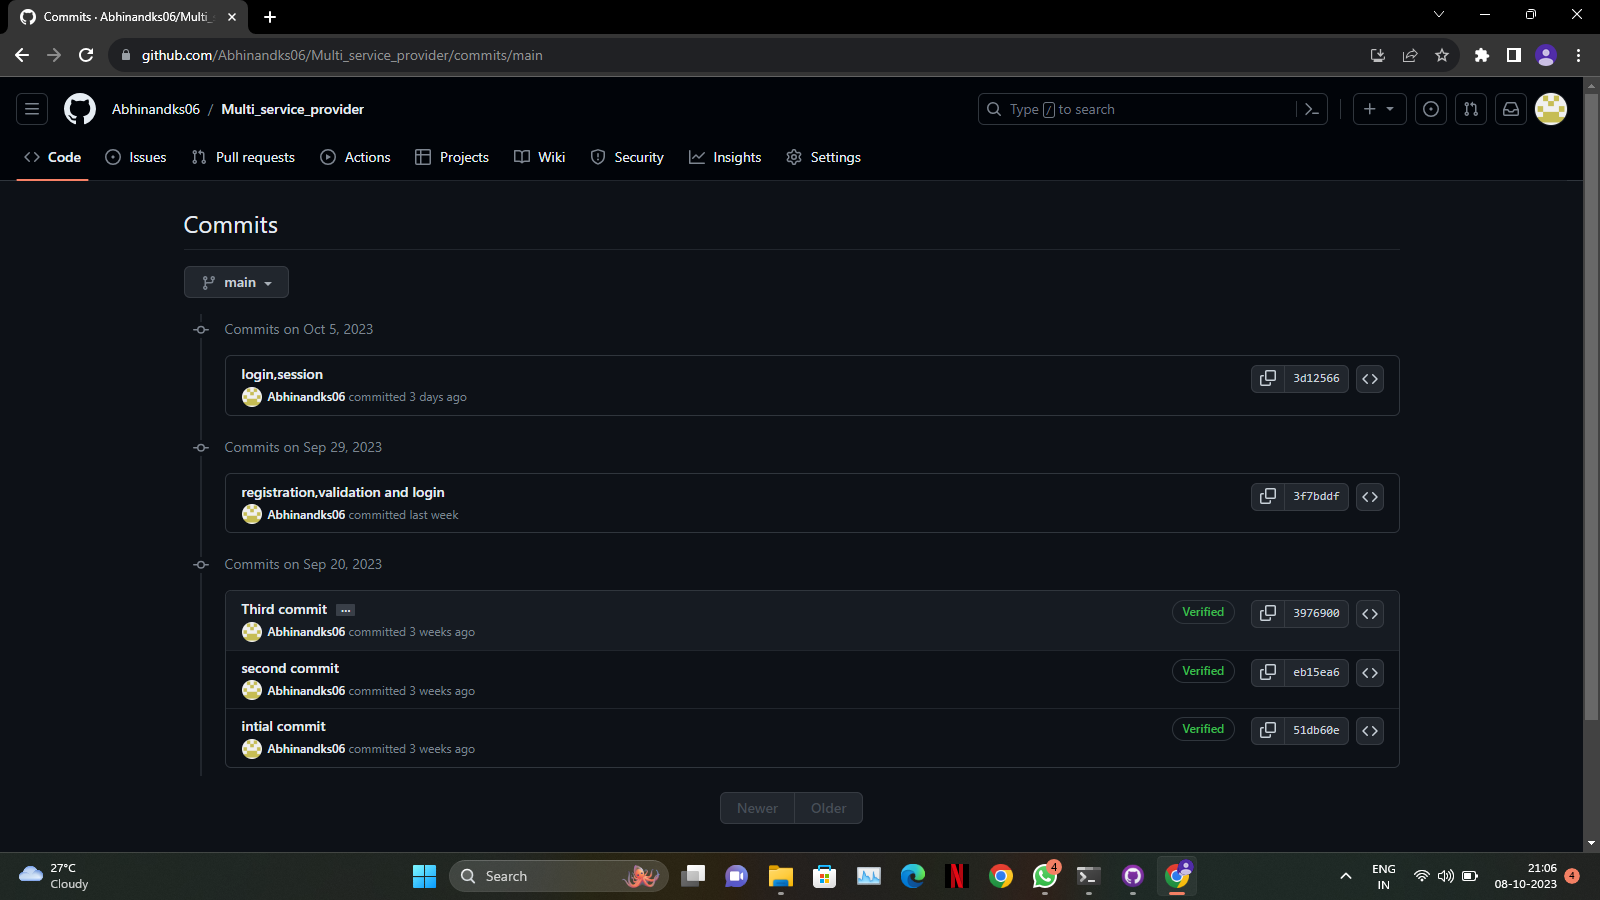 Commits · Abhinandks06/Multi_
github.com/Abhinandks06/Multi_service_provider/commits/main
Abhinandks06 / Multi_service_provider
Type / to search
Code Issues Pull requests Actions Projects Wiki Security Insights Settings
Commits
main
Commits on Oct 5, 2023
login,session
3d12566
Abhinandks06 committed 3 days ago
Commits on Sep 29, 2023
registration,validation and login
3f7bddf
Abhinandks06 committed last week
Commits on Sep 20, 2023
Third commit ...
Verified 3976900
Abhinandks06 committed 3 weeks ago
second commit
Verified eb15ea6
Abhinandks06 committed 3 weeks ago
intial commit
Verified 51db60e
Abhinandks06 committed 3 weeks ago
Newer Older
27°C
Cloudy
Search
N
4
ENG
IN
21:06
08-10-2023
4